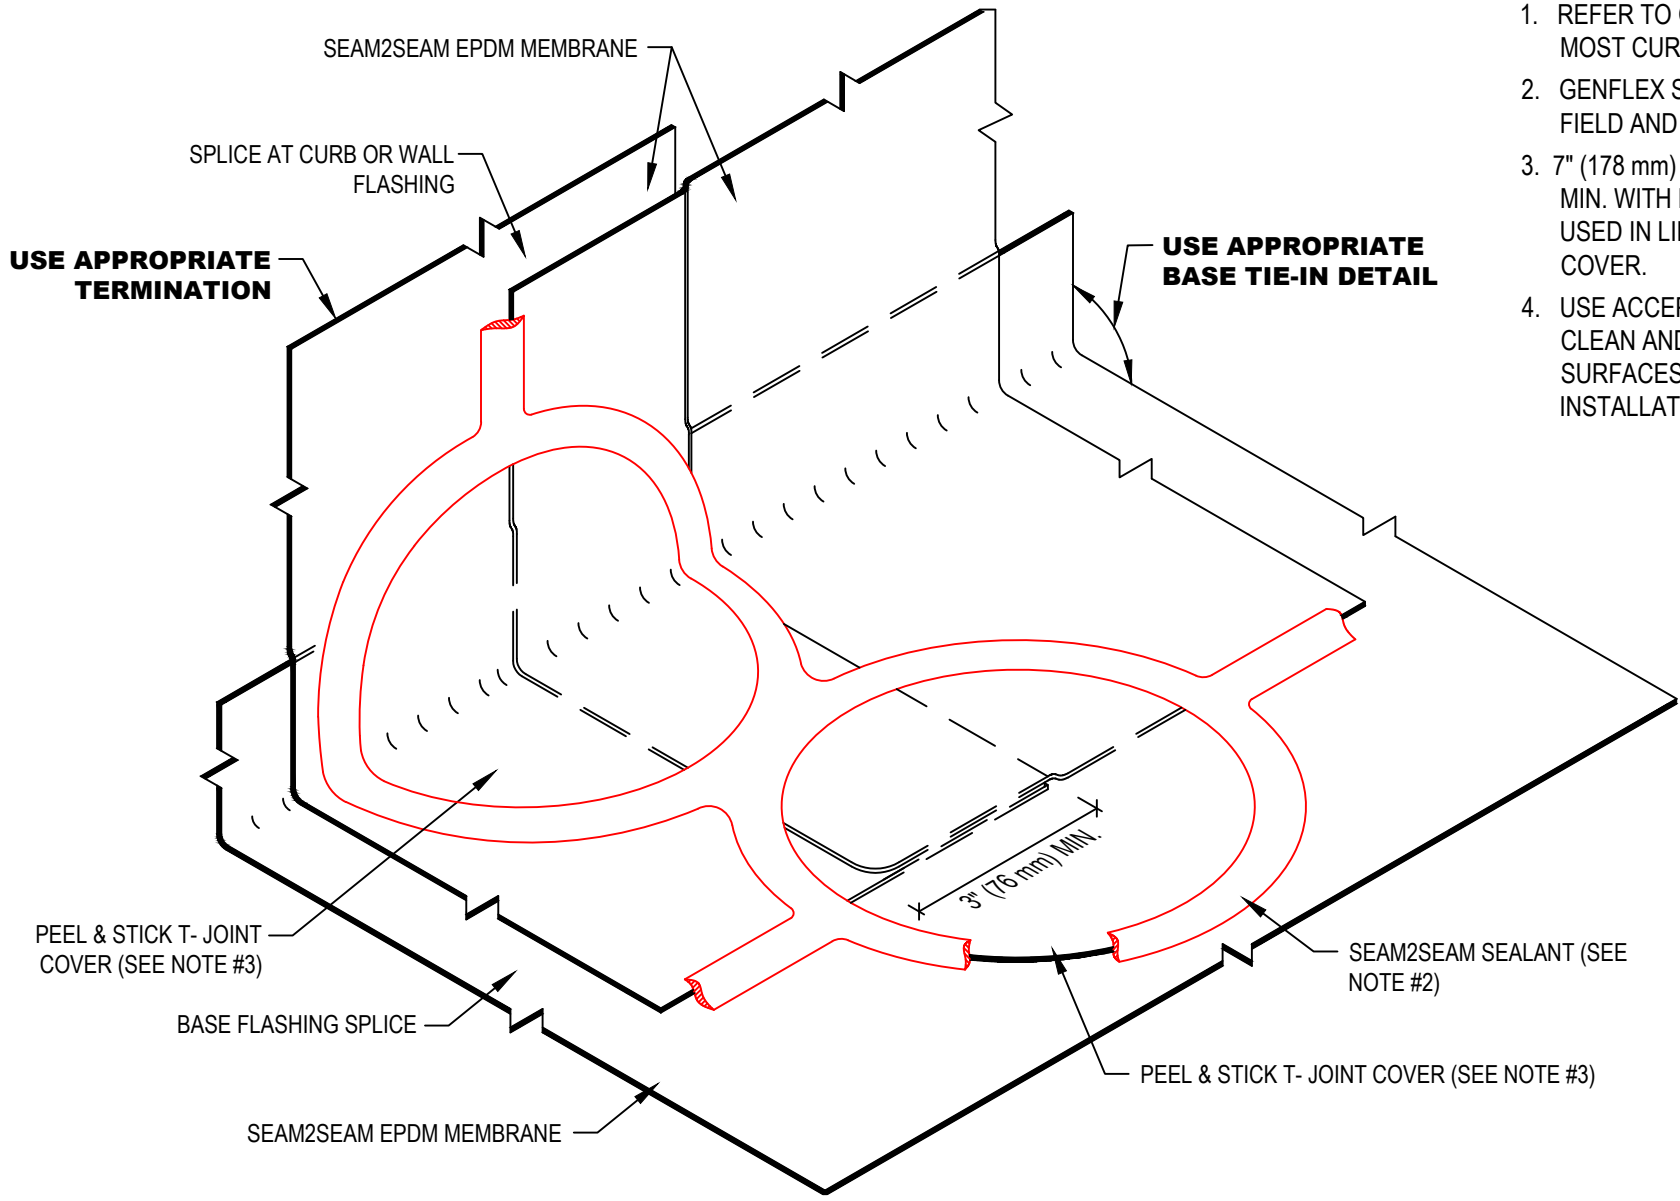 SEAM2SEAM EPDM MEMBRANE
SPLICE AT CURB OR WALL
FLASHING
USE APPROPRIATE
TERMINATION
USE APPROPRIATE
BASE TIE-IN DETAIL
1. REFER TO
MOST CUR
2. GENFLEX S
FIELD AND
3. 7" (178 mm)
MIN. WITH
USED IN LI
COVER.
4. USE ACCE
CLEAN AND
SURFACES
INSTALLAT
3" (76 mm) MIN.
PEEL & STICK T- JOINT
COVER (SEE NOTE #3)
BASE FLASHING SPLICE
SEAM2SEAM EPDM MEMBRANE
SEAM2SEAM SEALANT (SEE
NOTE #2)
PEEL & STICK T- JOINT COVER (SEE NOTE #3)